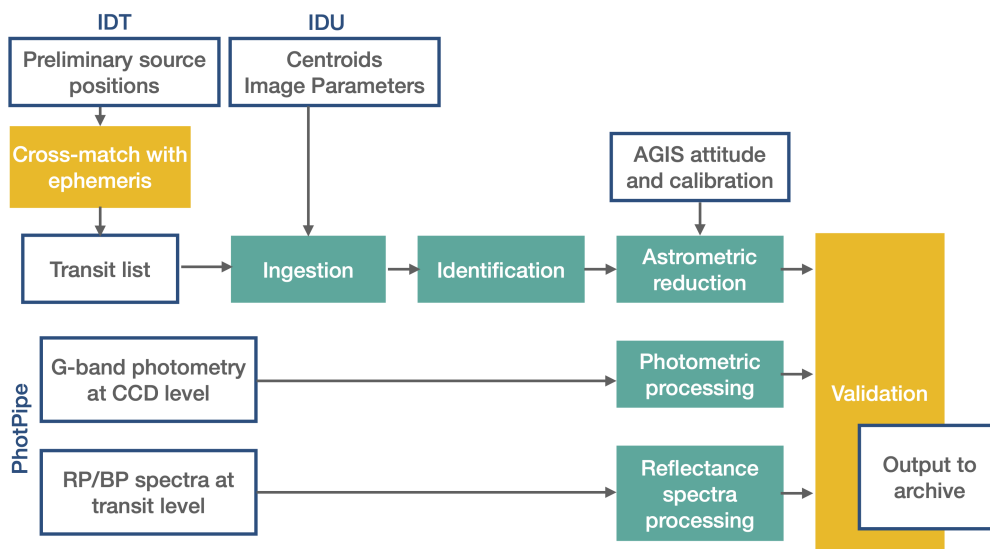 IDT
IDU
Preliminary source
positions
Centroids
Image Parameters
Cross-match with
ephemeris
AGIS attitude
and calibration
Transit list
Ingestion
Identification
Astrometric
reduction
PhotPipe
G-band photometry
at CCD level
Photometric
processing
Validation
RP/BP spectra at
transit level
Reflectance
spectra
processing
Output to
archive